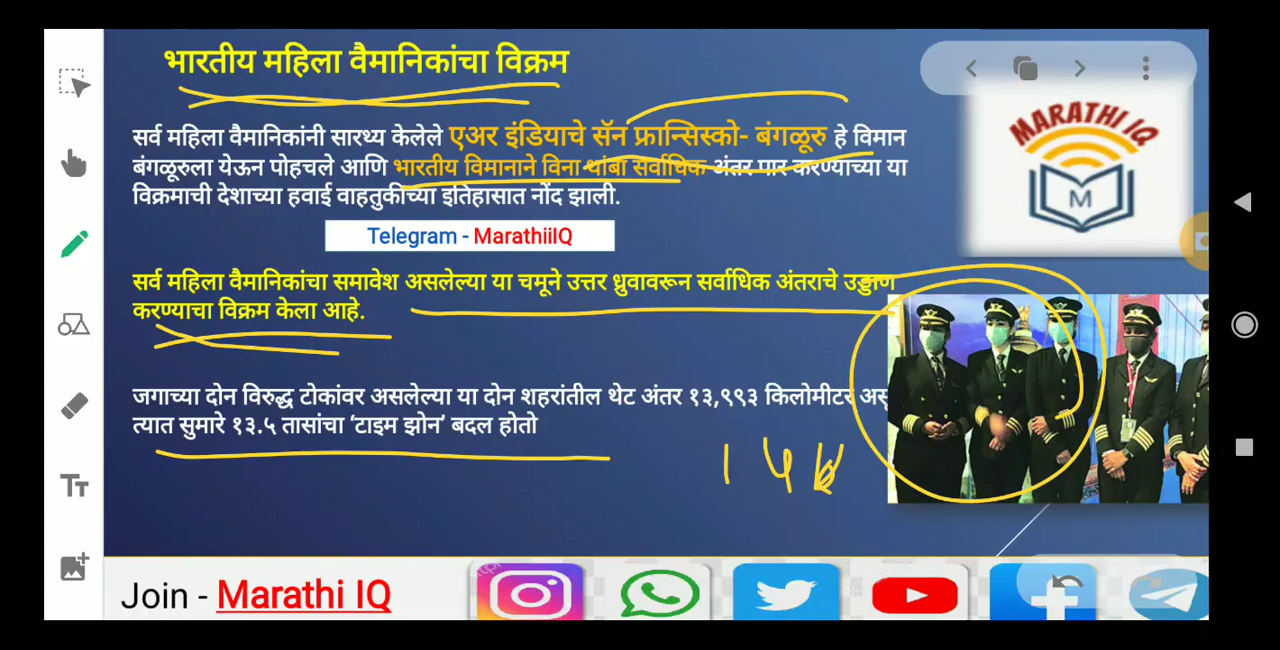 भारतीय महिला वैमानिकांचा विक्रम
MARATHI IQ
M
सर्व महिला वैमानिकांनी सारथ्य केलेले एअर इंडियाचे सॅन फ्रान्सिस्को- बंगळूरु हे विमान
बंगळूरुला येऊन पोहचले आणि भारतीय विमानाने विना थांबा सर्वाधिक अंतर पार करण्याच्या या
विक्रमाची देशाच्या हवाई वाहतुकीच्या इतिहासात नोंद झाली.
Telegram - MarathiiIQ
सर्व महिला वैमानिकांचा समावेश असलेल्या या चमूने उत्तर ध्रुवावरून सर्वाधिक अंतराचे उड्डाण
करण्याचा विक्रम केला आहे.
जगाच्या दोन विरुद्ध टोकांवर असलेल्या या दोन शहरांतील थेट अंतर १३,९९३ किलोमीटर
त्यात सुमारे १३.५ तासांचा ‘टाइम झोन’ बदल होतो
Join - Marathi IQ
Tт